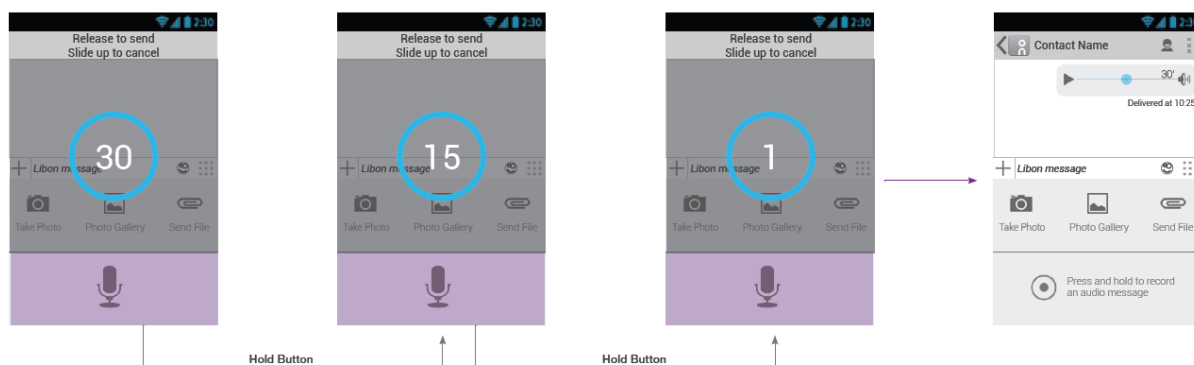 2:30
Release to send
Slide up to cancel
30
Libon message
Take Photo Photo Gallery Send File
2:30
Release to send
Slide up to cancel
15
Libon message
Take Photo Photo Gallery Send File
2:30
Release to send
Slide up to cancel
1
Libon message
Take Photo Photo Gallery Send File
Contact Name
30'
Delivered at 10:25
Libon message
Take Photo Photo Gallery Send File
Press and hold to record
an audio message
Hold Button
Hold Button